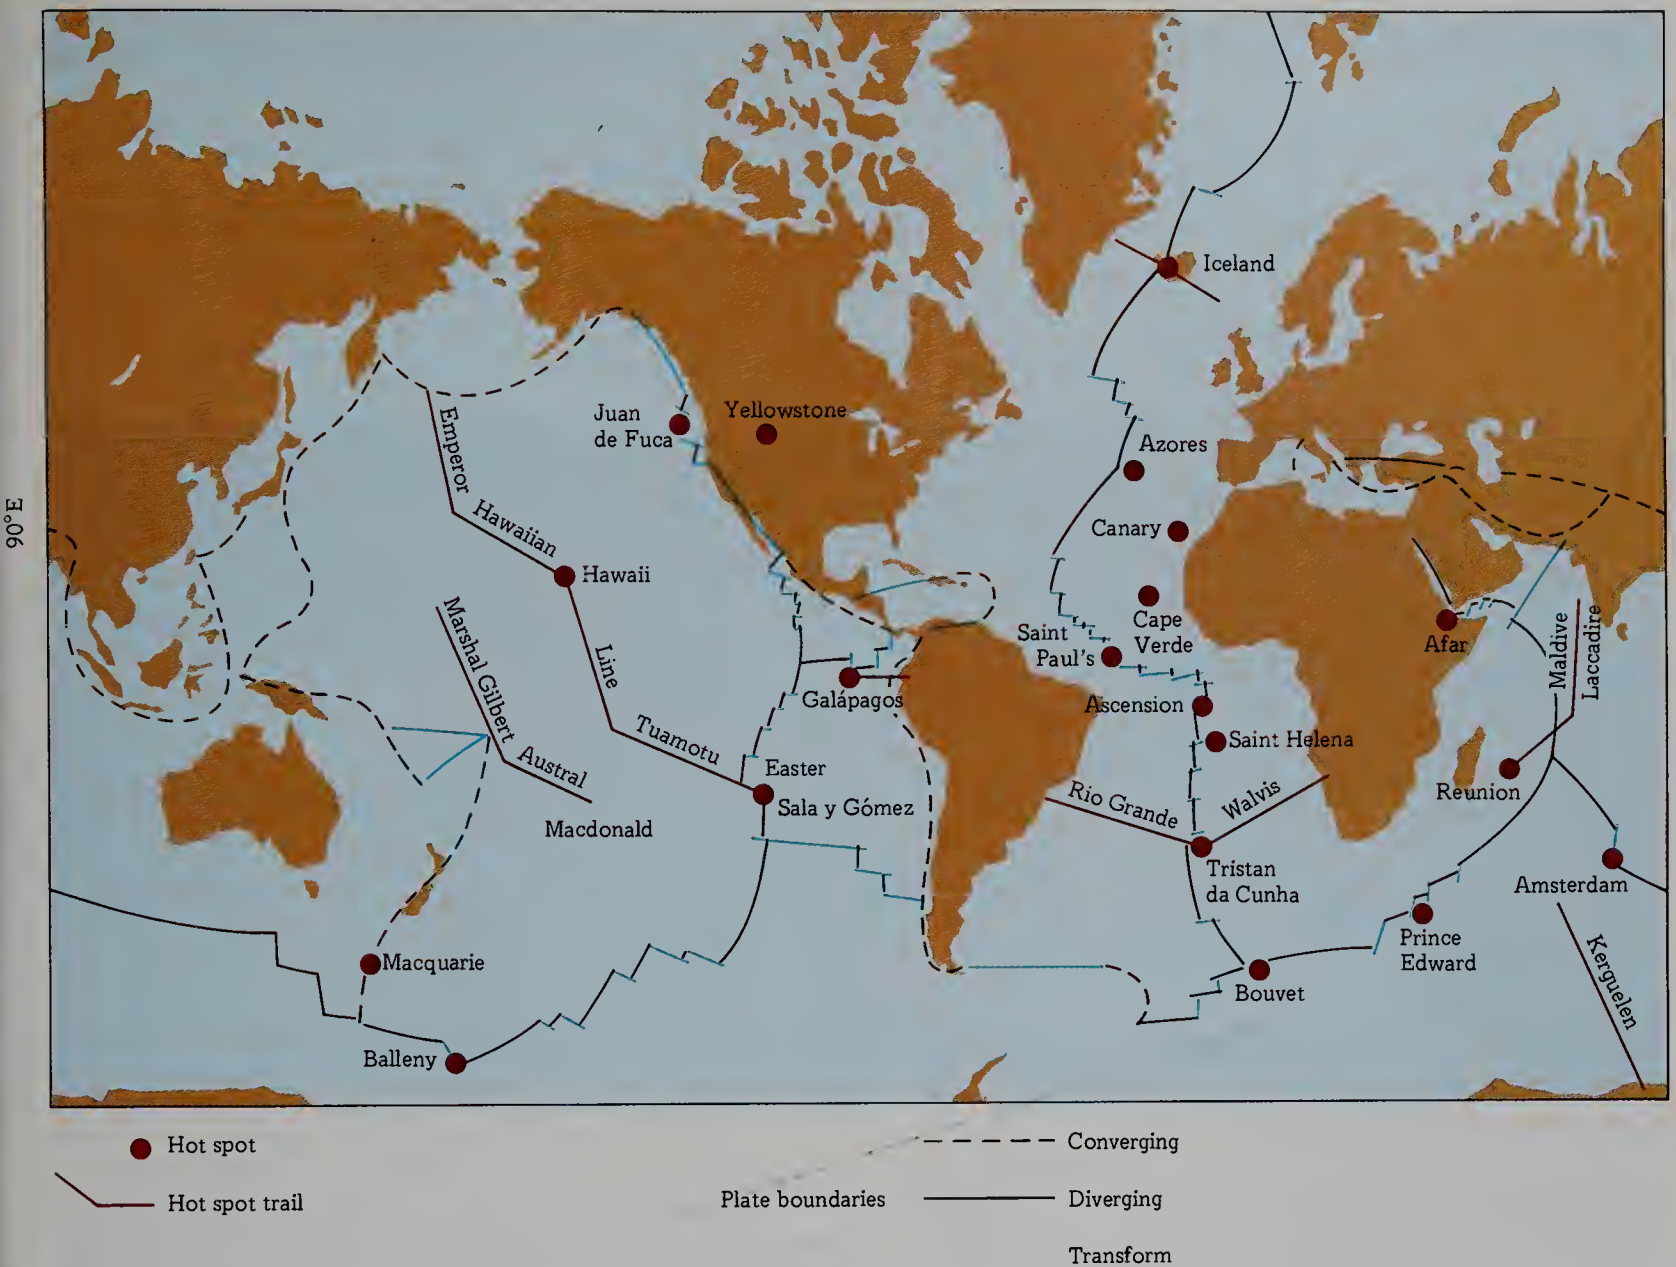 90°E
Iceland
Juan
de Fuca
Yellowstone
Emperor
Azores
Hawaiian
Canary
Hawaii
Marshal Gilbert
Line
Cape
Verde
Saint
Paul's
Afar
Maldive
Laccadire
Galápagos
Ascension
Tuamotu
Saint Helena
Austral
Easter
Sala y Gómez
Rio Grande
Walvis
Reunion
Macdonald
Tristan
da Cunha
Amsterdam
Macquarie
Prince
Edward
Kerguelen
Bouvet
Balleny
Hot spot
Converging
Hot spot trail
Plate boundaries
Diverging
Transform